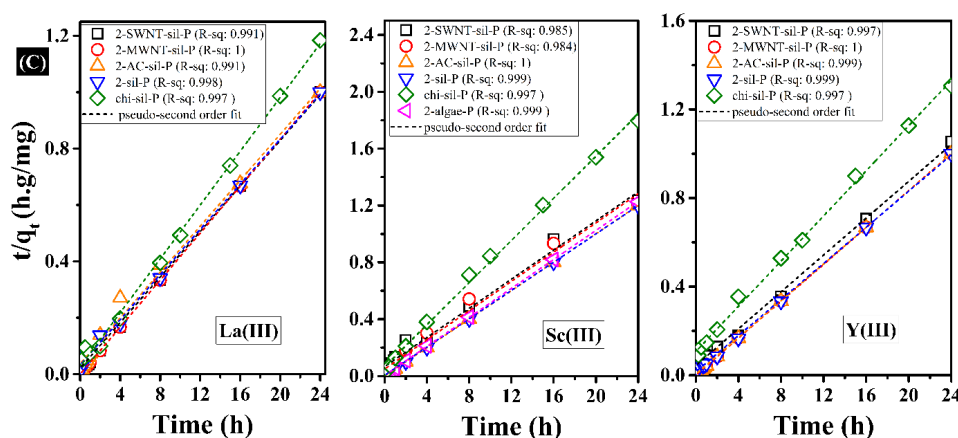 (C)
t/qt (h.g/mg)
1.2
0.8
0.4
0.0
2-SWNT-sil-P (R-sq: 0.991)
2-MWNT-sil-P (R-sq: 1)
2-AC-sil-P (R-sq: 0.991)
2-sil-P (R-sq: 0.998)
chi-sil-P (R-sq: 0.997 )
pseudo-second order fit
La(III)
0 4 8 12 16 20 24
Time (h)
2.4
2.0
1.6
1.2
0.8
0.4
0.0
2-SWNT-sil-P (R-sq: 0.985)
2-MWNT-sil-P (R-sq: 0.984)
2-AC-sil-P (R-sq: 1)
2-sil-P (R-sq: 0.999)
chi-sil-P (R-sq: 0.997 )
2-algae-P (R-sq: 0.999 )
pseudo-second order fit
Sc(III)
0 4 8 12 16 20 24
Time (h)
1.6
1.2
0.8
0.4
0.0
2-SWNT-sil-P (R-sq: 0.997)
2-MWNT-sil-P (R-sq: 1)
2-AC-sil-P (R-sq: 0.999)
2-sil-P (R-sq: 0.999)
chi-sil-P (R-sq: 0.997 )
pseudo-second order fit
Y(III)
0 4 8 12 16 20 24
Time (h)